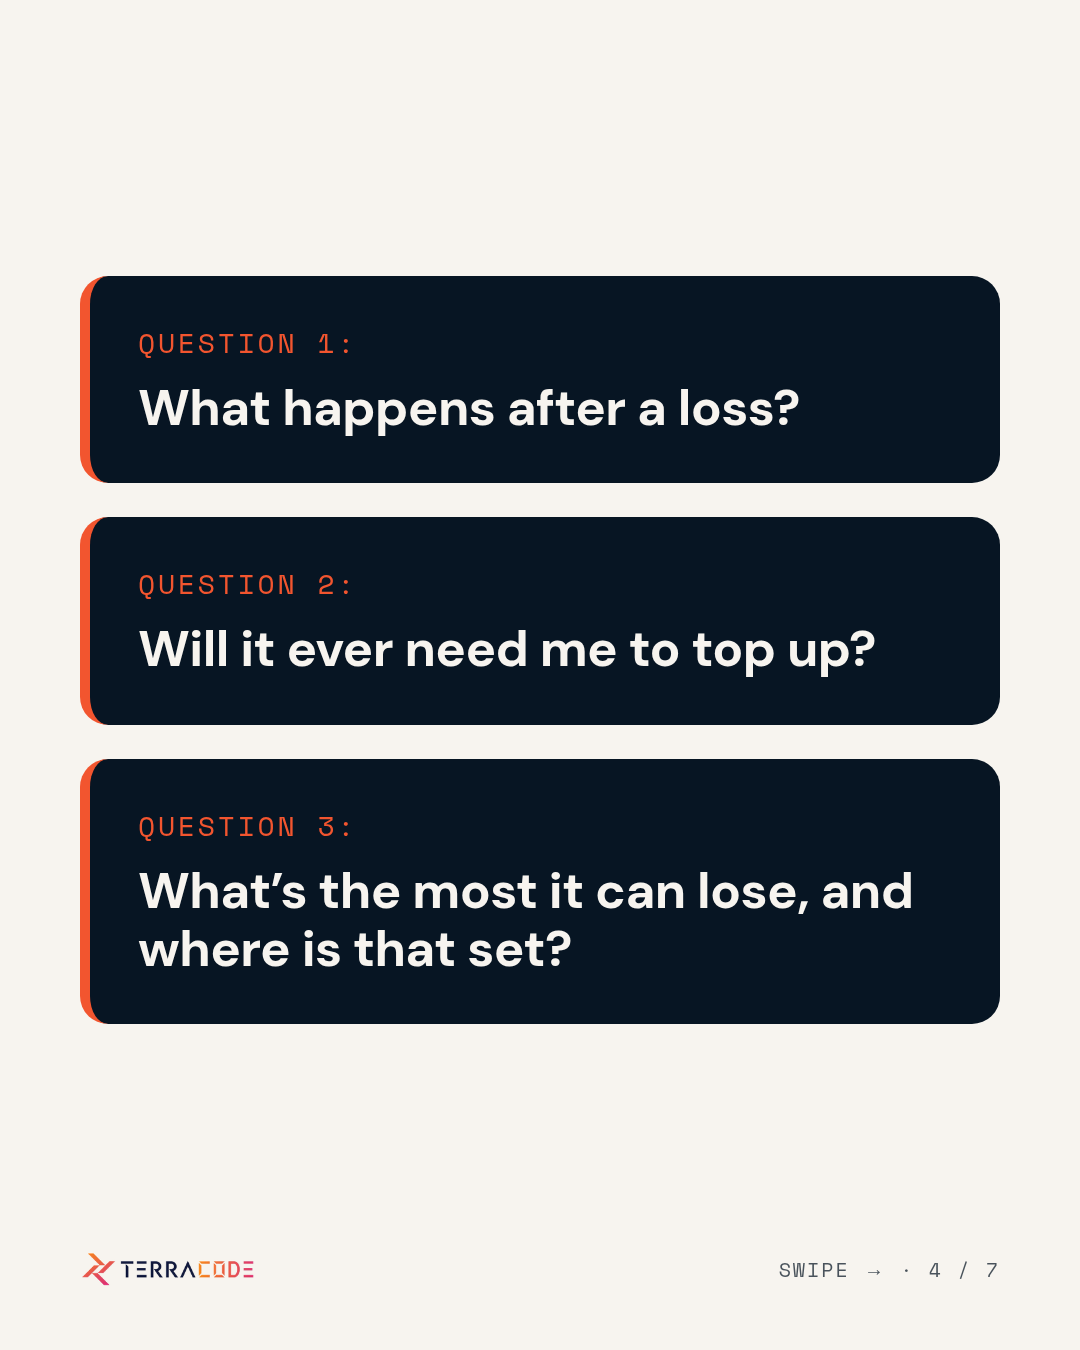 QUESTION 1:
What happens after a loss?
QUESTION 2:
Will it ever need me to top up?
QUESTION 3:
What’s the most it can lose, and
where is that set?
TERRACODE
SWIPE → · 4 / 7